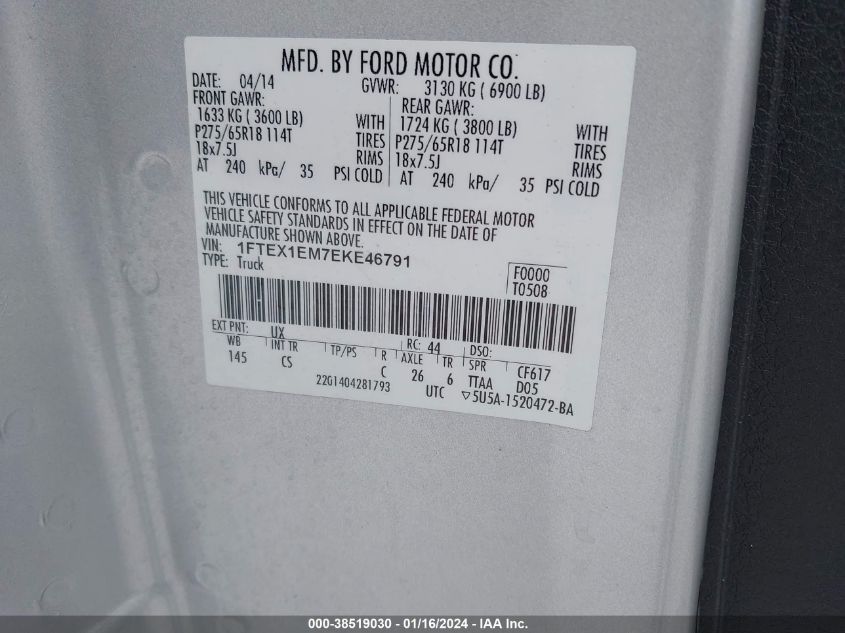 MFD. BY FORD MOTOR CO.
DATE: 04/14 GVWR: 3130 KG ( 6900 LB)
FRONT GAWR: REAR GAWR:
1633 KG ( 3600 LB) WITH 1724 KG ( 3800 LB) WITH
P275/65R18 114T TIRES P275/65R18 114T TIRES
18x7.5J RIMS 18x7.5J RIMS
AT 240 kPa/ 35 PSI COLD AT 240 kPa/ 35 PSI COLD
THIS VEHICLE CONFORMS TO ALL APPLICABLE FEDERAL MOTOR
VEHICLE SAFETY STANDARDS IN EFFECT ON THE DATE OF
MANUFACTURE SHOWN ABOVE.
VIN: 1FTEX1EM7EKE46791
TYPE: Truck
F0000
T0508
EXT PNT: UX RC: 44 DSO:
WB INT TR TP/PS R AXLE TR SPR CF617
145 CS C 26 6 TTAA D05
22G1404281793 UTC ▽5U5A-1520472-BA
000-38519030 - 01/16/2024 - IAA Inc.